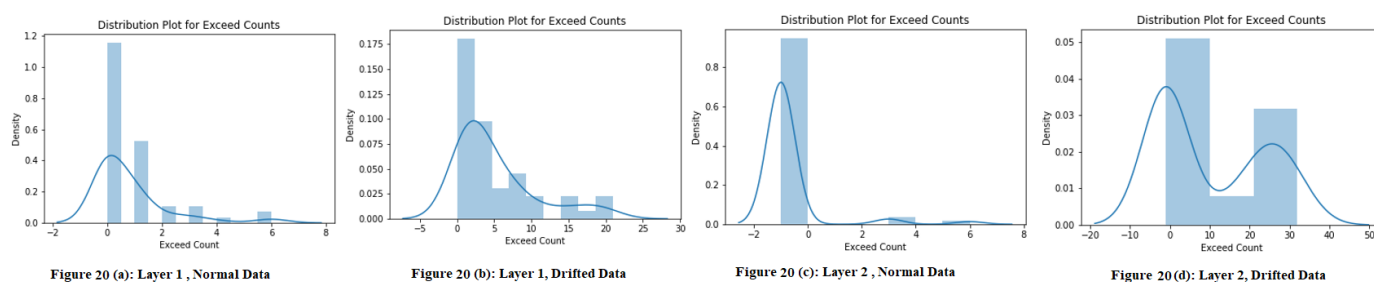 Distribution Plot for Exceed Counts
1.2
1.0
0.8
0.6
0.4
0.2
0.0
Density
−2 0 2 4 6 8
Exceed Count
Figure 20 (a): Layer 1 , Normal Data
Distribution Plot for Exceed Counts
0.175
0.150
0.125
0.100
0.075
0.050
0.025
0.000
Density
−5 0 5 10 15 20 25 30
Exceed Count
Figure 20 (b): Layer 1, Drifted Data
Distribution Plot for Exceed Counts
0.8
0.6
0.4
0.2
0.0
Density
−2 0 2 4 6 8
Exceed Count
Figure 20 (c): Layer 2 , Normal Data
Distribution Plot for Exceed Counts
0.05
0.04
0.03
0.02
0.01
0.00
Density
−20 −10 0 10 20 30 40 50
Exceed Count
Figure 20 (d): Layer 2, Drifted Data